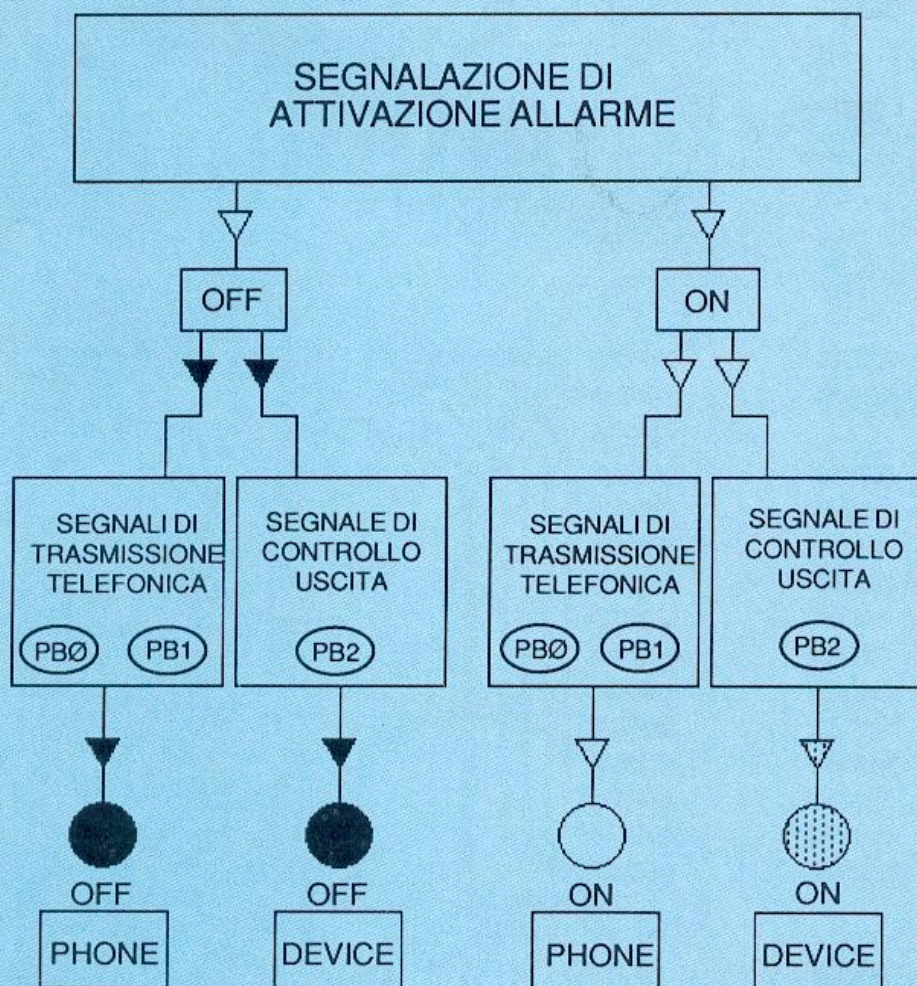 SEGNALAZIONE DI
ATTIVAZIONE ALLARME
OFF
ON
SEGNALI DI
TRASMISSIONE
TELEFONICA
PBØ PB1
SEGNALE DI
CONTROLLO
USCITA
PB2
SEGNALI DI
TRASMISSIONE
TELEFONICA
PBØ PB1
SEGNALE DI
CONTROLLO
USCITA
PB2
OFF
OFF
ON
ON
PHONE
DEVICE
PHONE
DEVICE